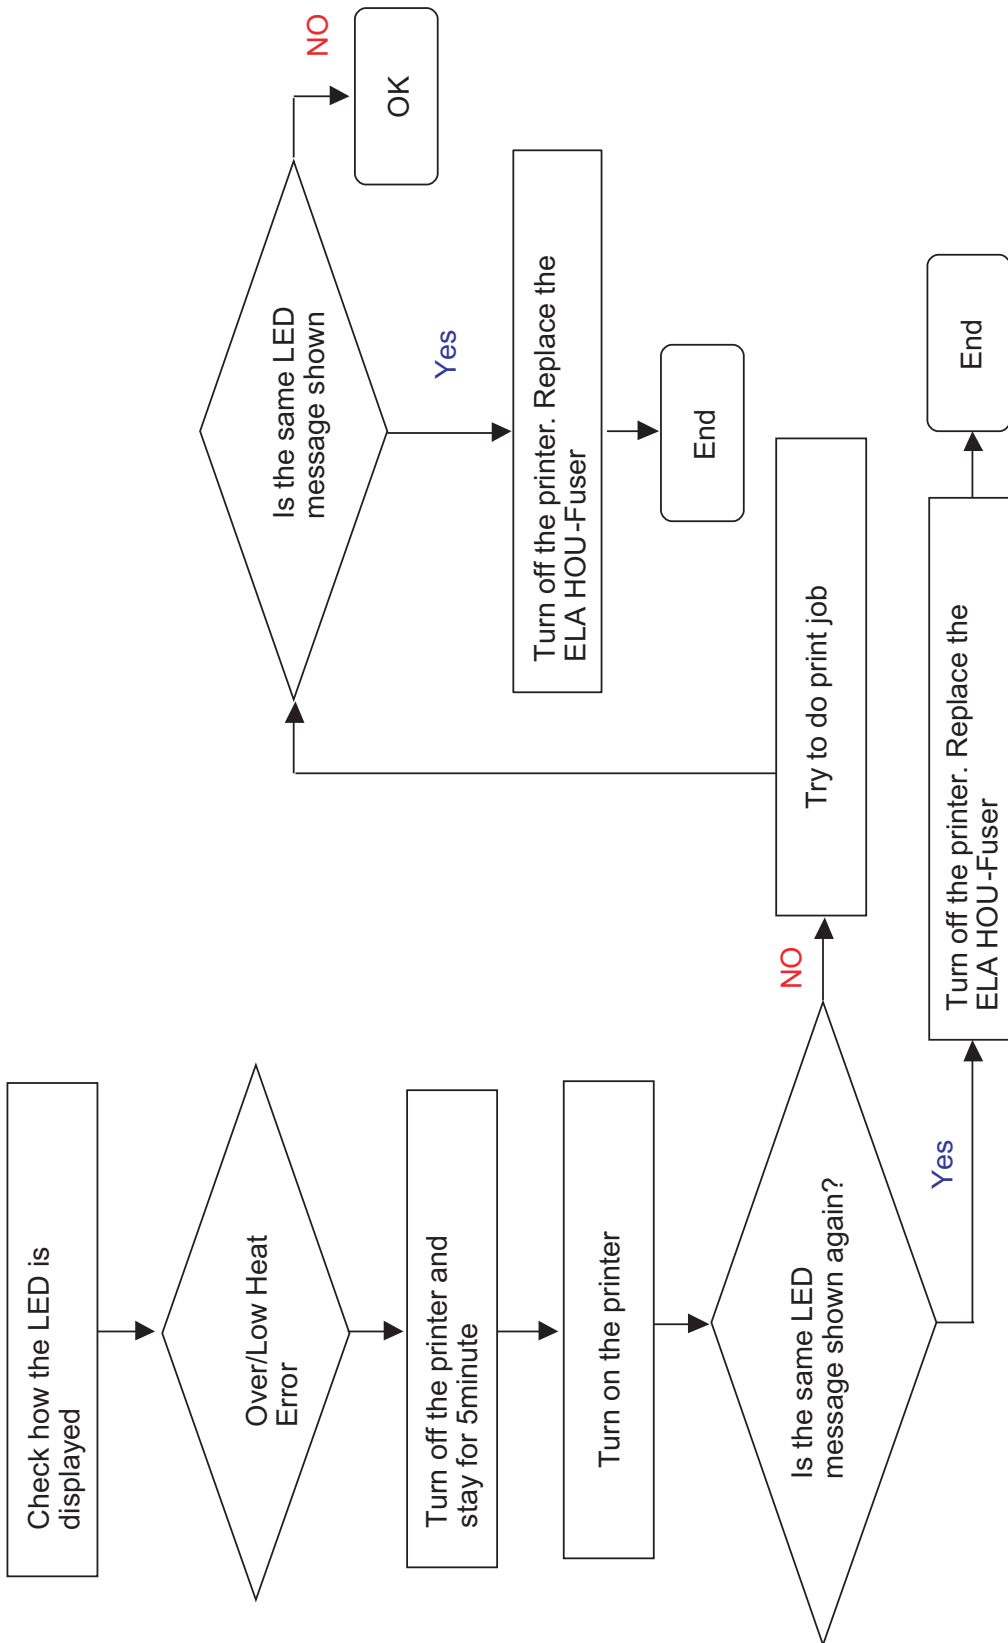 Check how the LED is
displayed
Over/Low Heat
Error
Turn off the printer and
stay for 5minute
Turn on the printer
Is the same LED
message shown again?
Yes
Turn off the printer. Replace the
ELA HOU-Fuser
End
NO
Try to do print job
Is the same LED
message shown
Yes
Turn off the printer. Replace the
ELA HOU-Fuser
End
NO
OK